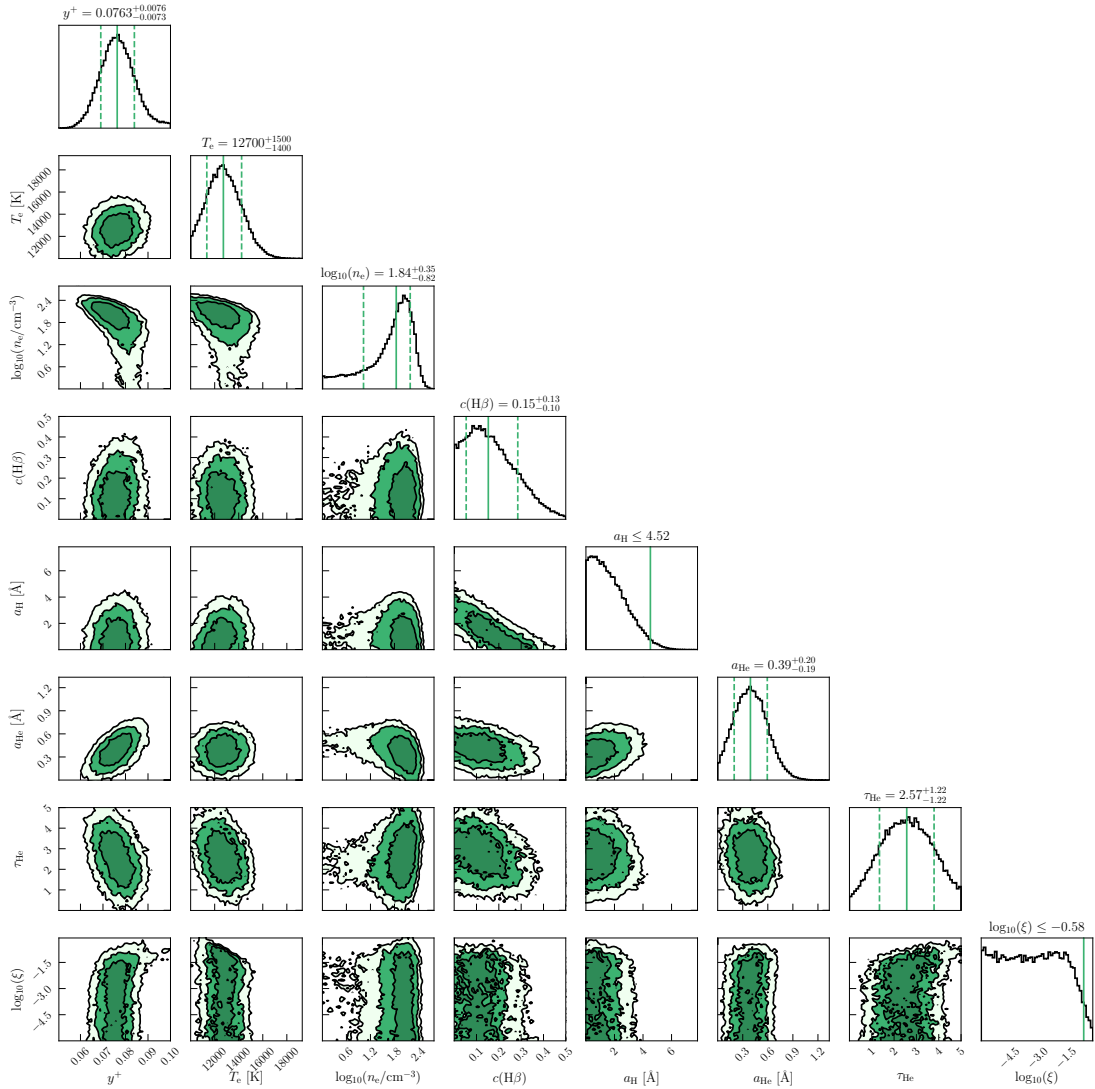 y⁺ = 0.0763^{+0.0076}_{-0.0073}
T_e = 12700^{+1500}_{-1400}
T_e [K]
18000
16000
14000
12000
log₁₀(n_e/cm⁻³)
2.4
1.8
1.2
0.6
log₁₀(n_e) = 1.84^{+0.35}_{-0.82}
c(Hβ)
0.5
0.4
0.3
0.2
0.1
c(Hβ) = 0.15^{+0.13}_{-0.10}
a_H [Å]
6
4
2
a_H ≤ 4.52
a_He [Å]
1.2
0.9
0.6
0.3
a_He = 0.39^{+0.20}_{-0.19}
τ_He
5
4
3
2
1
τ_He = 2.57^{+1.22}_{-1.22}
log₁₀(ξ)
−1.5
−3.0
−4.5
log₁₀(ξ) ≤ −0.58
0.06 0.07 0.08 0.09 0.10
y⁺
12000 14000 16000 18000
T_e [K]
0.6 1.2 1.8 2.4
log₁₀(n_e/cm⁻³)
0.1 0.2 0.3 0.4 0.5
c(Hβ)
2 4 6
a_H [Å]
0.3 0.6 0.9 1.2
a_He [Å]
1 2 3 4 5
τ_He
−4.5 −3.0 −1.5
log₁₀(ξ)